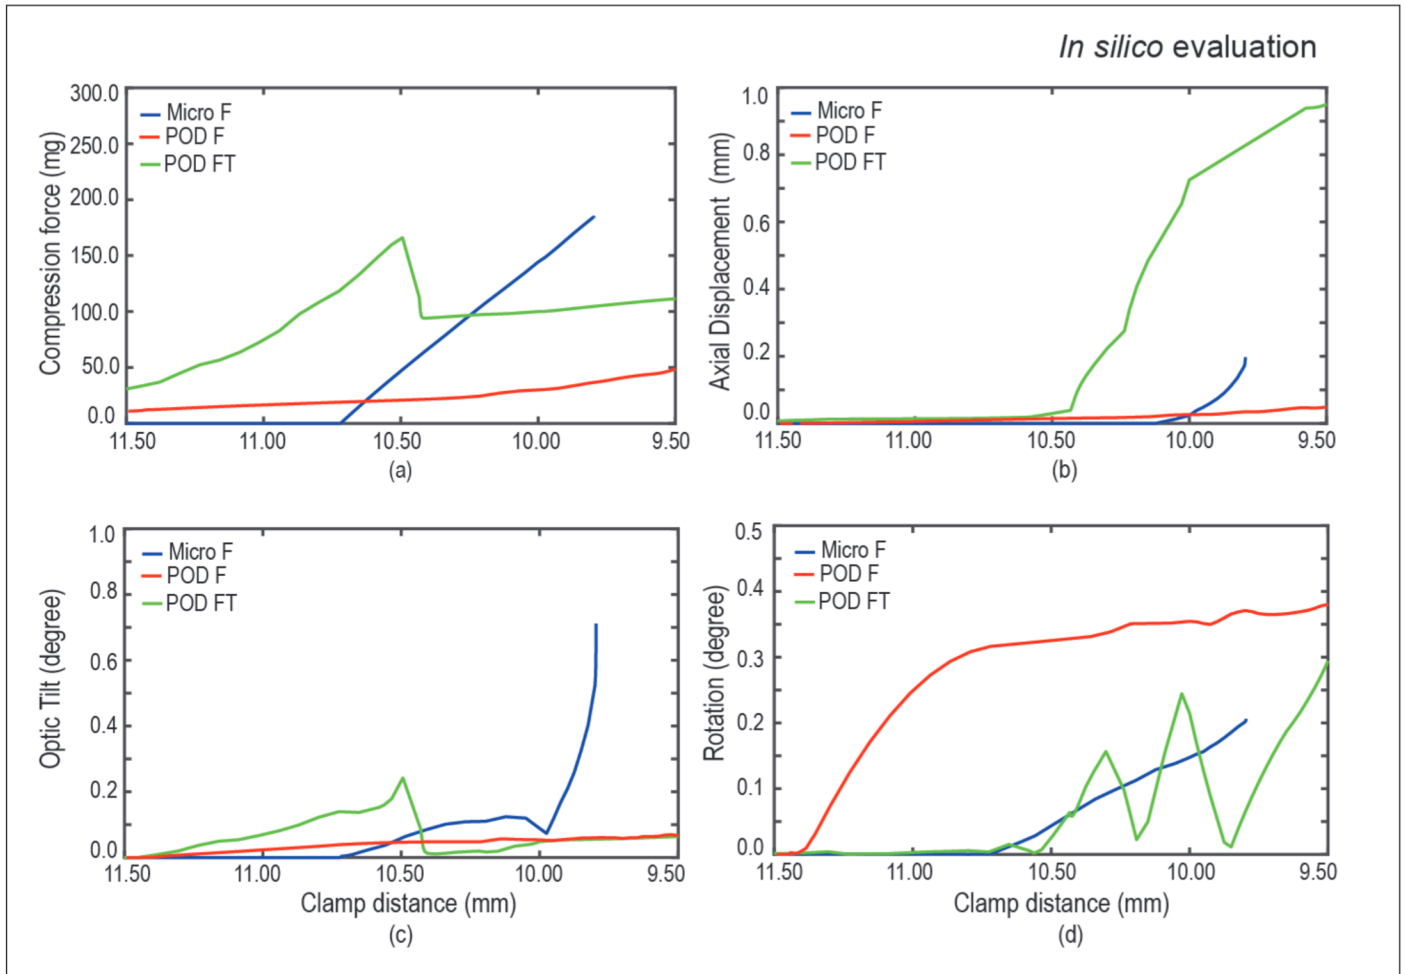 In silico evaluation
Compression force (mg)
300.0
250.0
200.0
150.0
100.0
50.0
0.0
Micro F
POD F
POD FT
11.50 11.00 10.50 10.00 9.50
(a)
Axial Displacement (mm)
1.0
0.8
0.6
0.4
0.2
0.0
Micro F
POD F
POD FT
11.50 11.00 10.50 10.00 9.50
(b)
Optic Tilt (degree)
1.0
0.8
0.6
0.4
0.2
0.0
Micro F
POD F
POD FT
11.50 11.00 10.50 10.00 9.50
Clamp distance (mm)
(c)
Rotation (degree)
0.5
0.4
0.3
0.2
0.1
0.0
Micro F
POD F
POD FT
11.50 11.00 10.50 10.00 9.50
Clamp distance (mm)
(d)